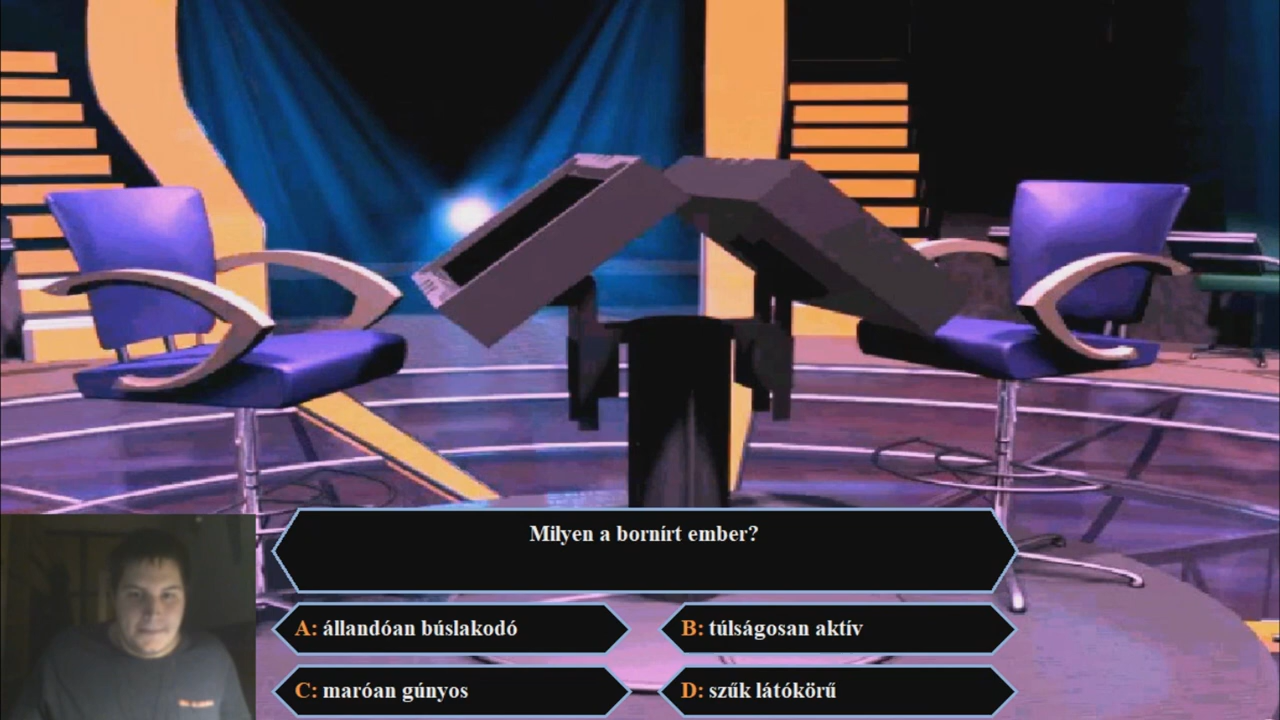 Milyen a bornírt ember?
A: állandóan búslakodó
B: túlságosan aktív
C: maróan gúnyos
D: szűk látókörű